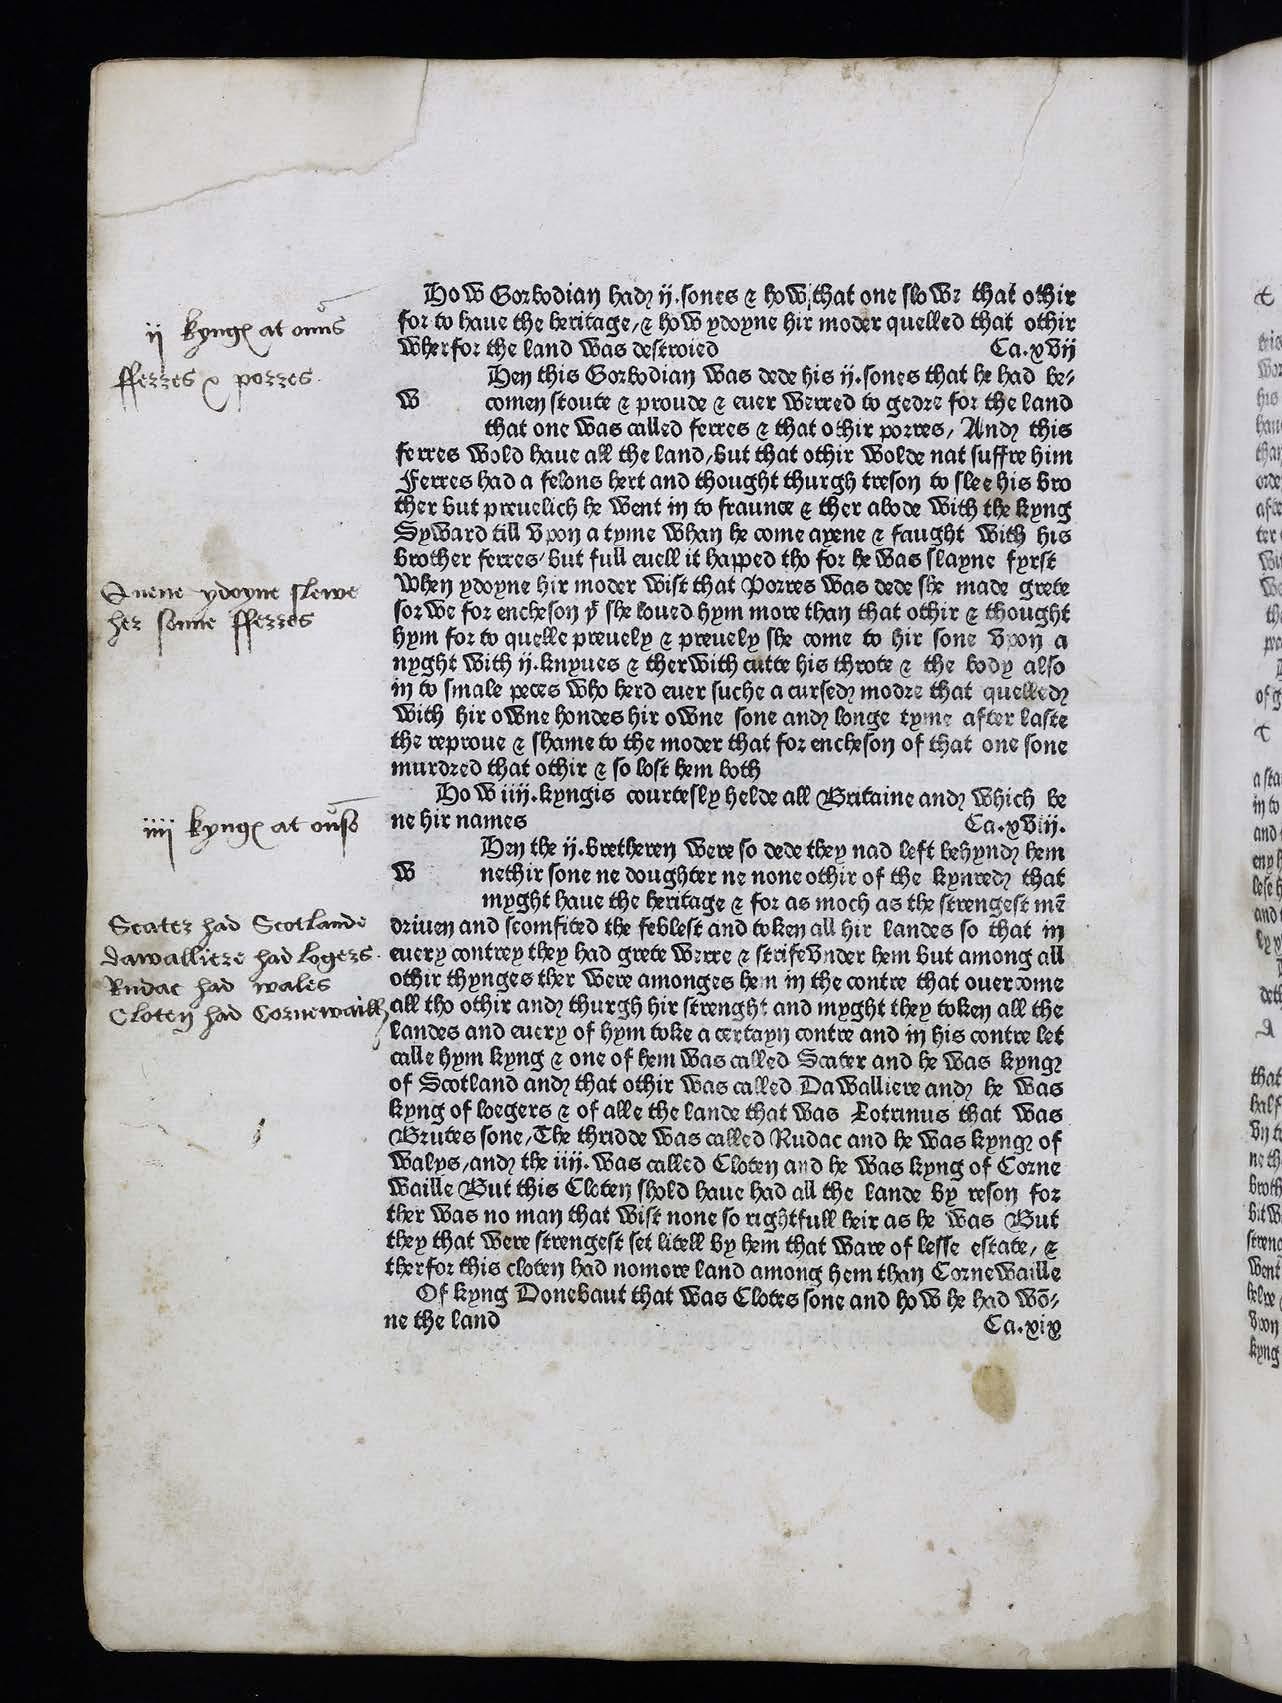 How Gorbodian had ij.sones & how that one slowe that othir
for to haue the heritage/ & how ydoyne hir moder quelled that othir
wherfor the land was destroied Ca.xvij
Hen this Gorbodian was dede his ij.sones that he had be-
w comen stoute & proude & euer werred to gedre for the land
that one was called ferres & that othir porres/ And this
ferres wold haue all the land/but that othir wolde nat suffre him
Ferres had a felons hert and thought thurgh treson to slee his bro
ther but preuelich he went in to fraunce & ther abode with the kyng
Syward till vpon a tyme whan he come ayene & faught with his
brother ferres/but full euell it happed tho for he was slayne fyrst
when ydoyne hir moder wist that Porres was dede she made grete
sorwe for encheson yͭ she loued hym more than that othir & thought
hym for to quelle preuely & preuely she come to hir sone vpon a
nyght with ij.knyues & therwith cutte his throte & the body also
in to smale peces who herd euer suche a cursed modre that quelled
with hir owne hondes hir owne sone and longe tyme after laste
the reproue & shame to the moder that for encheson of that one sone
murdred that othir & so lost hem both
How iiij.kyngis courtesly helde all Britaine and which be
ne hir names Ca.xviij.
Hen the ij.bretheren were so dede they nad left behynd hem
w nethir sone ne doughter ne none othir of the kynred that
myght haue the heritage & for as moch as the strengest mē
driuen and scomfited the feblest and token all hir landes so that in
euery contrey they had grete werre & strife vnder hem but among all
othir thynges ther were amonges hem in the contre that ouercome
all tho othir and thurgh hir strenght and myght they token all the
landes and euery of hym toke a certayn contre and in his contre let
calle hym kyng & one of hem was called Scater and he was kyng
of Scotland and that othir was called Dawalliere and he was
kyng of loegers & of alle the lande that was Lotrinus that was
Brutes sone/The thridde was called Rudac and he was kyng of
walys/and the iiij. was called Cloten and he was kyng of Corne
waille But this Cloten shold haue had all the lande by reson for
ther was no man that wist none so rightfull heir as he was But
they that were strengest set litell by hem that ware of lesse estate/ &
therfor this cloten had nomore land among hem than Cornewaille
Of kyng Donebaut that was Clotes sone and how he had wō-
ne the land Ca.xix
ij kyngꝭ at onus
fferres & porres.
Quene ydoyne slewe
her sonne fferres
iiij kyngꝭ at
Scater had Scotlande
dawalliere had logers.
Rudac had wales
Cloten had Cornewaill